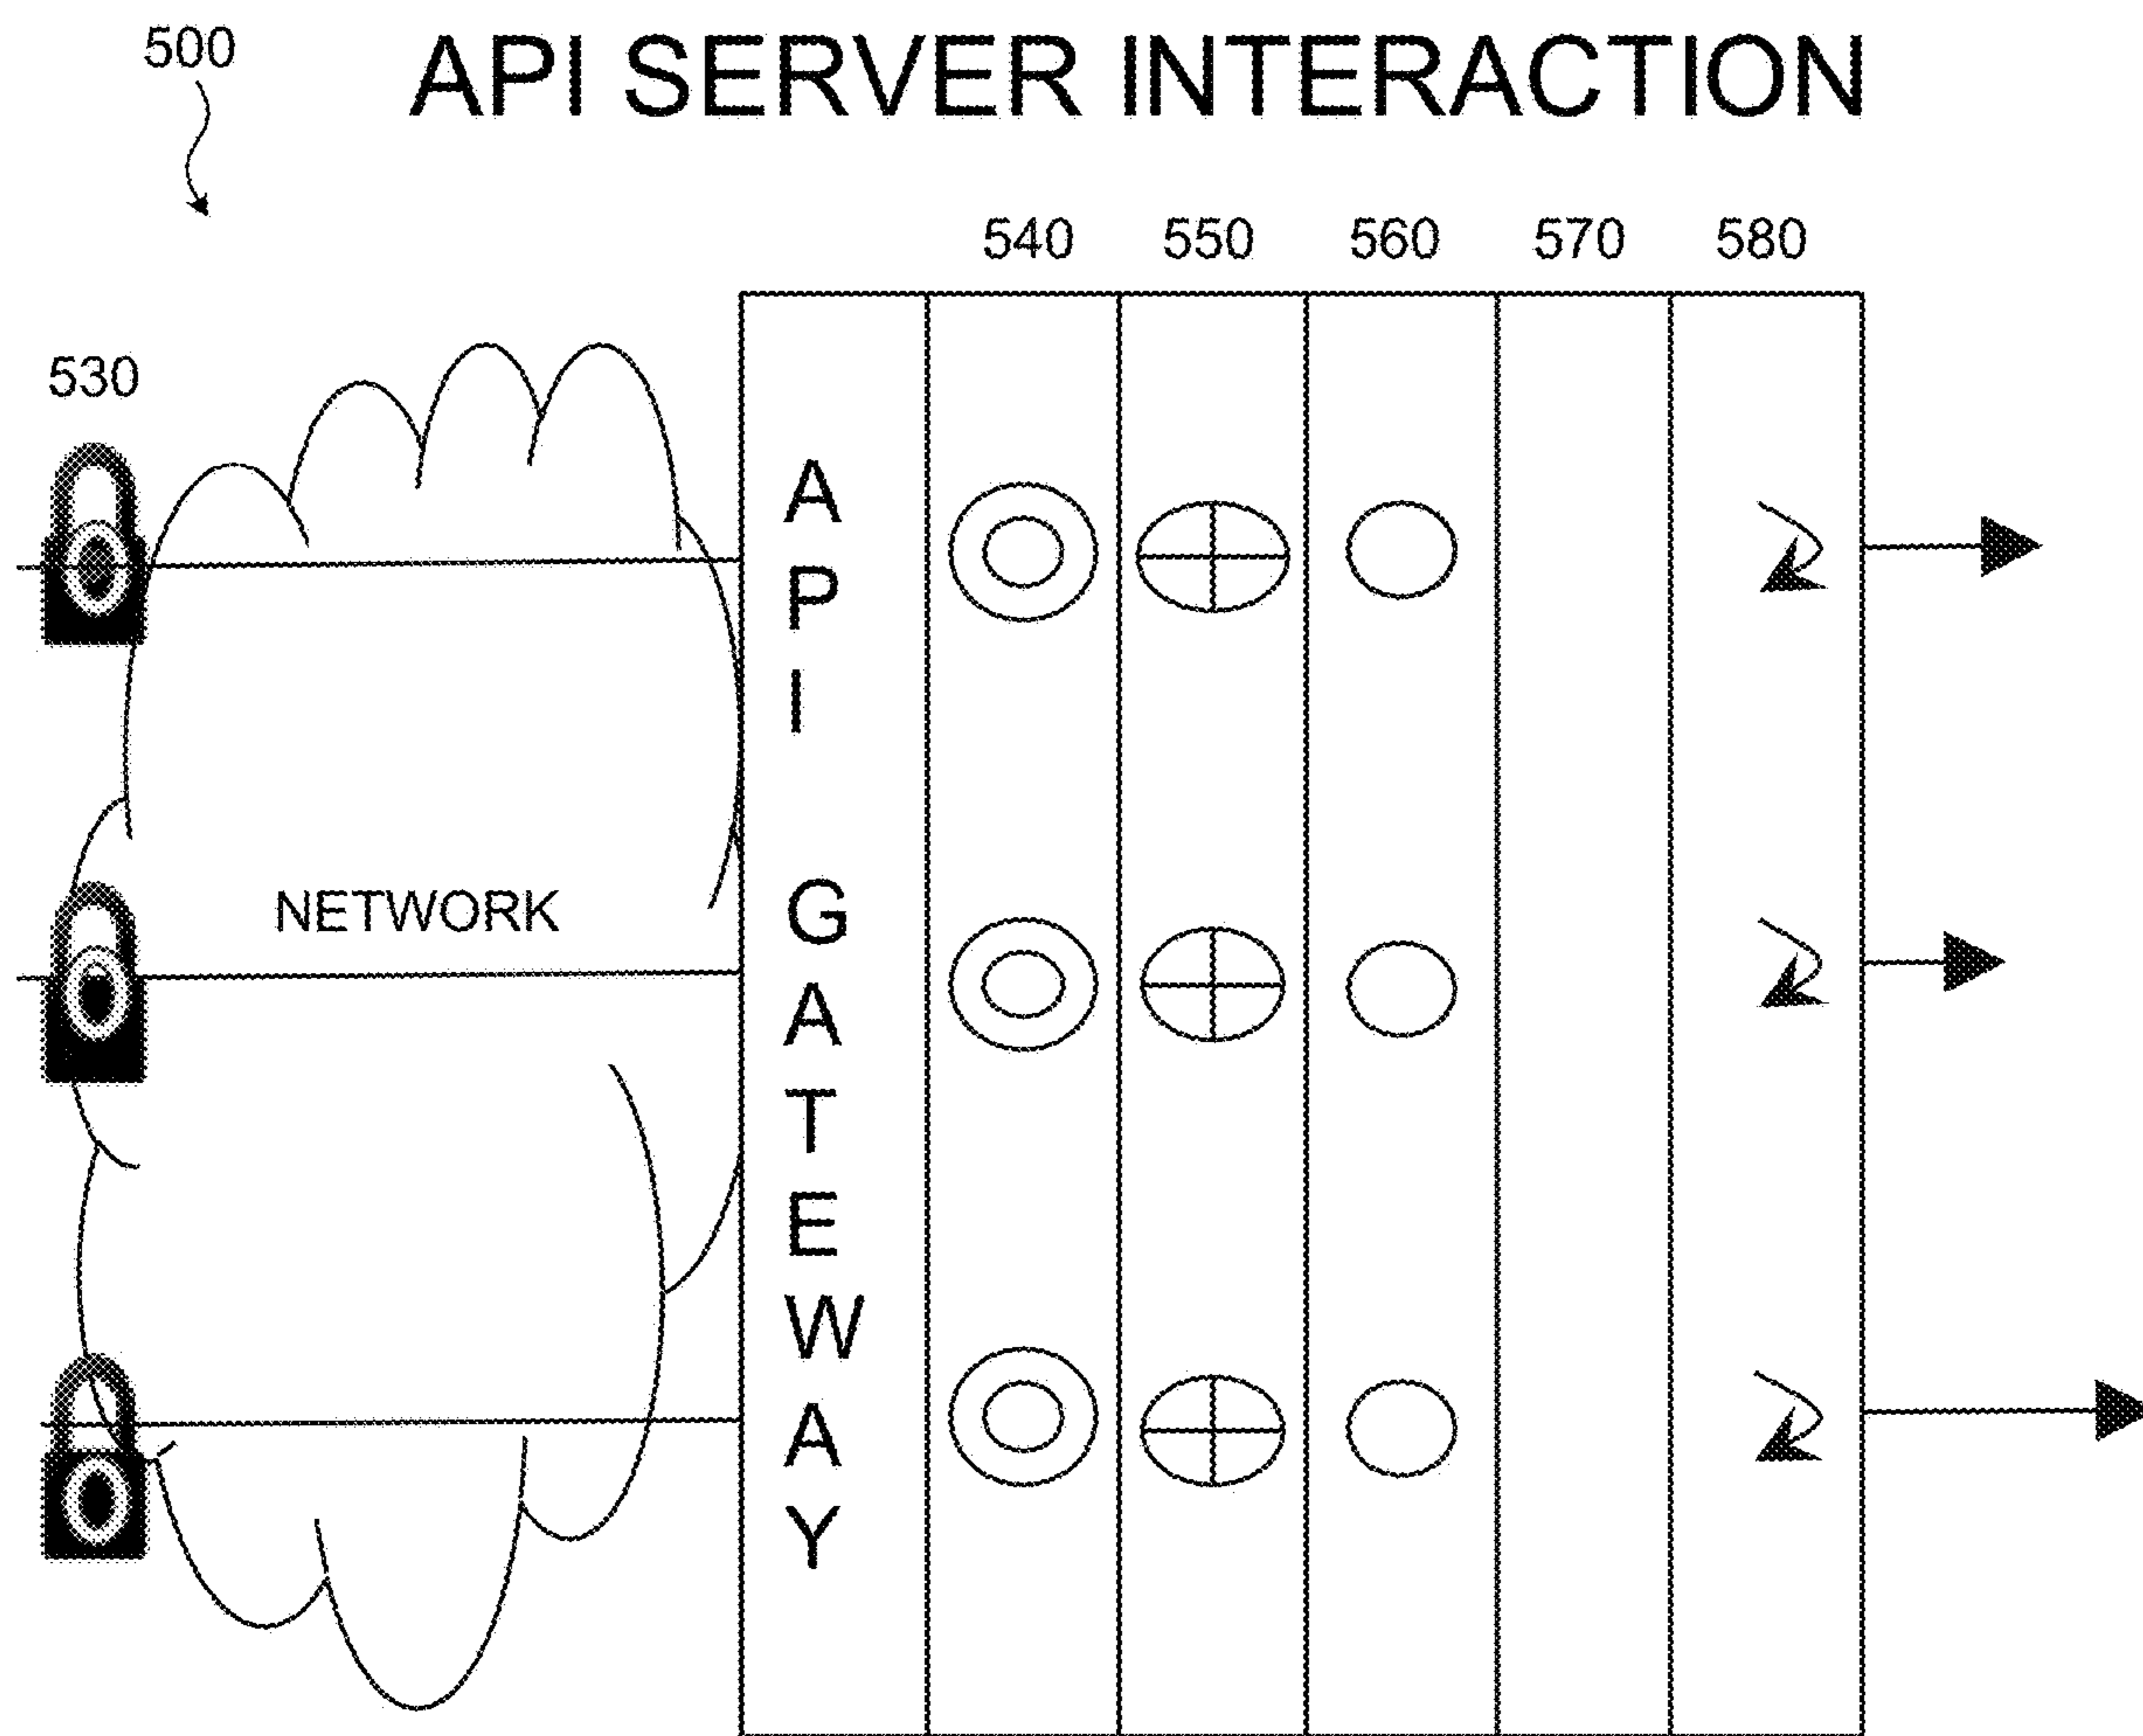 500
API SERVER INTERACTION
540 550 560 570 580
530
API GATEWAY
NETWORK